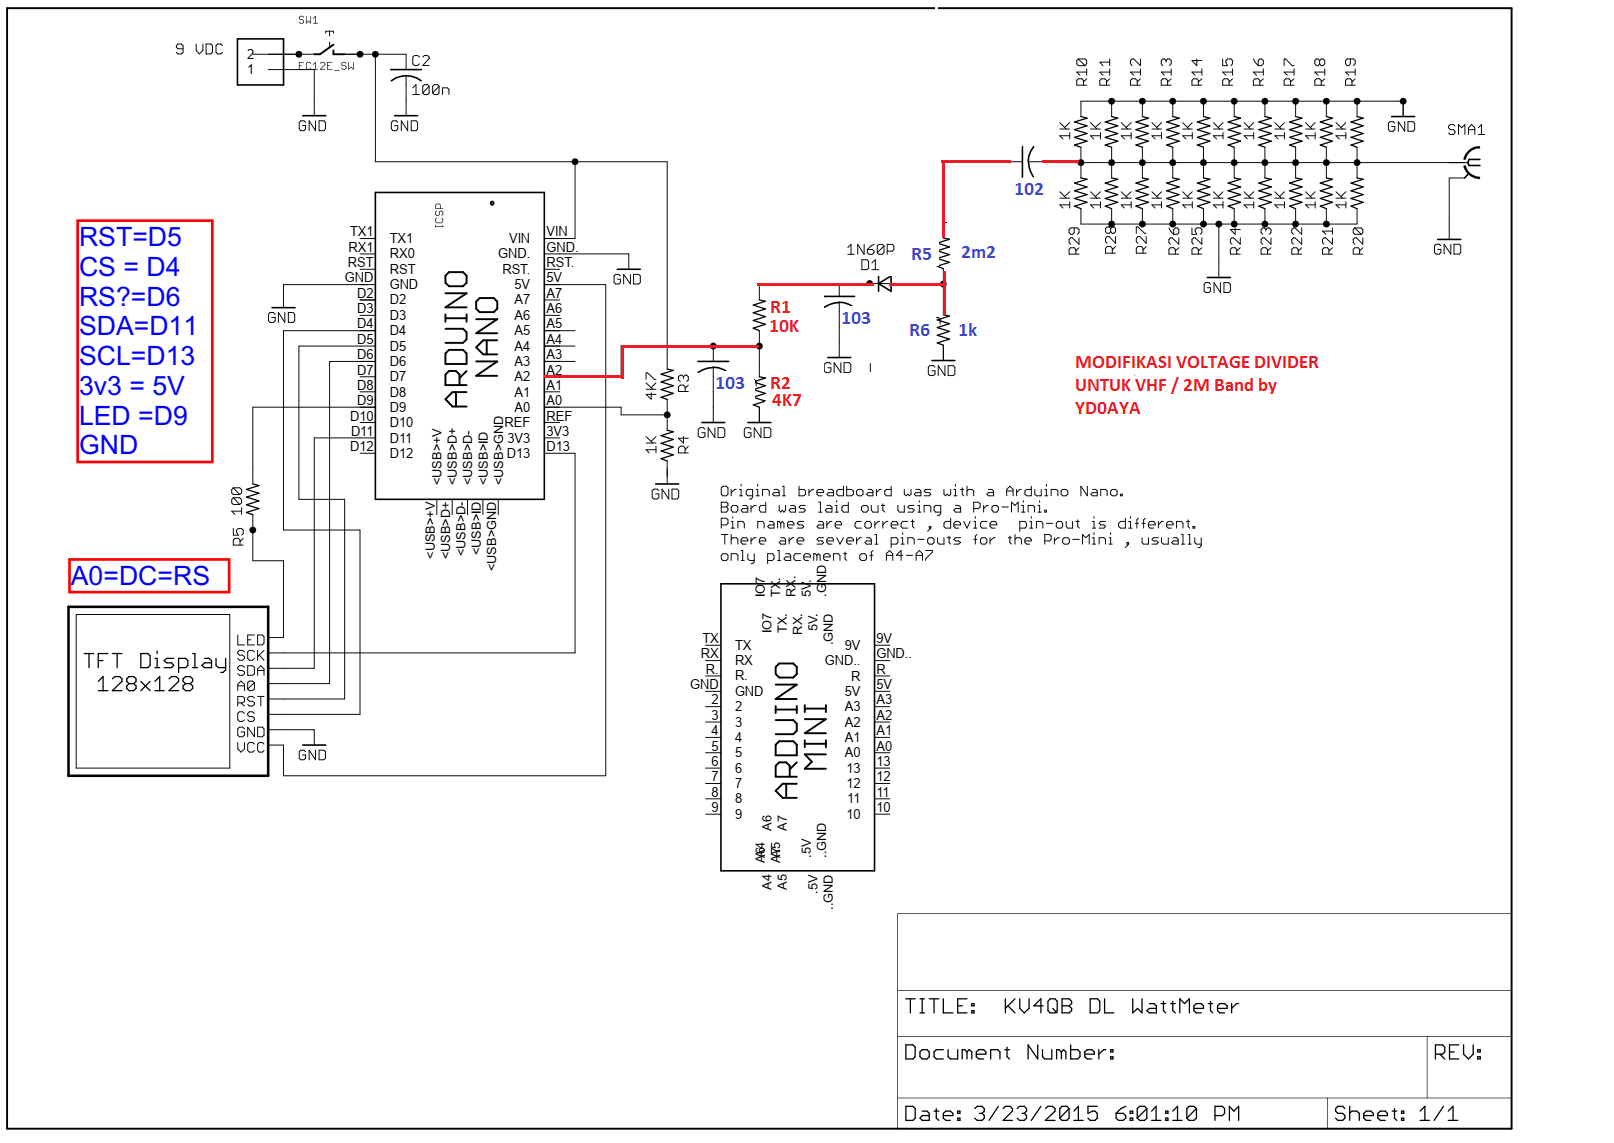 SW1
9 VDC
2
1
EC12E_SW
C2
100n
GND
GND
R10
R11
R12
R13
R14
R15
R16
R17
R18
R19
1K
1K
1K
1K
1K
1K
1K
1K
1K
1K
GND
SMA1
102
1K
1K
1K
1K
1K
1K
1K
1K
1K
1K
R29
R28
R27
R26
R25
R24
R23
R22
R21
R20
GND
GND
RST=D5
CS = D4
RS?=D6
SDA=D11
SCL=D13
3v3 = 5V
LED =D9
GND
ICSP
ARDUINO
NANO
TX1
RX1
RST
GND
D2
D3
D4
D5
D6
D7
D8
D9
D10
D11
D12
TX1
RX0
RST
GND
D2
D3
D4
D5
D6
D7
D8
D9
D10
D11
D12
VIN
GND.
RST.
5V
A7
A6
A5
A4
A3
A2
A1
A0
REF
3V3
D13
VIN
GND.
RST.
5V
A7
A6
A5
A4
A3
A2
A1
A0
REF
3V3
D13
<USB>+V
<USB>D+
<USB>D-
<USB>ID
<USB>GND
<USB>+V
<USB>D+
<USB>D-
<USB>ID
<USB>GND
GND
GND
1N60P
D1
R5 2m2
R6 1k
GND
R1
10K
103
GND
103
R2
4K7
GND
GND
4K7
R3
1K
R4
GND
MODIFIKASI VOLTAGE DIVIDER
UNTUK VHF / 2M Band by
YD0AYA
100
R5
A0=DC=RS
TFT Display
128x128
LED
SCK
SDA
A0
RST
CS
GND
VCC
GND
Original breadboard was with a Arduino Nano.
Board was laid out using a Pro-Mini.
Pin names are correct , device pin-out is different.
There are several pin-outs for the Pro-Mini , usually
only placement of A4-A7
IO7
TX.
RX.
5V.
.GND
IO7
TX.
RX.
5V.
.GND
ARDUINO
MINI
TX
RX
R.
GND
2
3
4
5
6
7
8
9
TX
RX
R.
GND
2
3
4
5
6
7
8
9
9V
GND..
R
5V
A3
A2
A1
A0
13
12
11
10
9V
GND..
R
5V
A3
A2
A1
A0
13
12
11
10
A6
A7
.5V
..GND
A4
A5
.5V
..GND
TITLE: KV4QB DL WattMeter
Document Number:
REV:
Date: 3/23/2015 6:01:10 PM
Sheet: 1/1